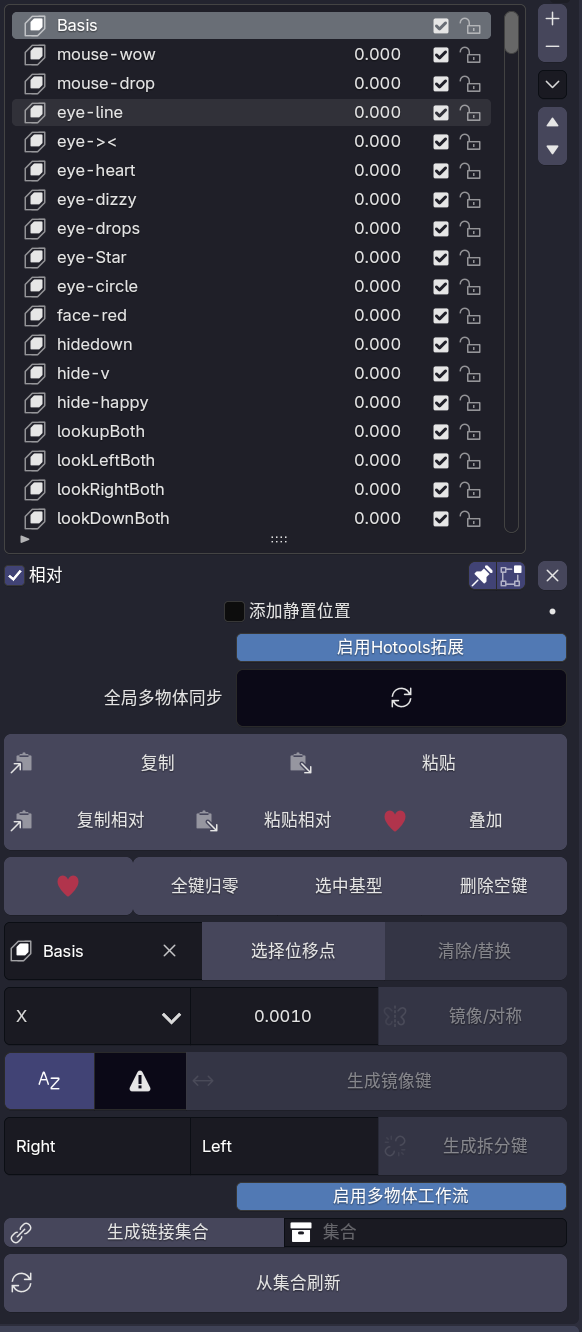 Basis
mouse-wow 0.000
mouse-drop 0.000
eye-line 0.000
eye->< 0.000
eye-heart 0.000
eye-dizzy 0.000
eye-drops 0.000
eye-Star 0.000
eye-circle 0.000
face-red 0.000
hidedown 0.000
hide-v 0.000
hide-happy 0.000
lookupBoth 0.000
lookLeftBoth 0.000
lookRightBoth 0.000
lookDownBoth 0.000
相对
添加静置位置
启用Hotools拓展
全局多物体同步
复制 粘贴
复制相对 粘贴相对 叠加
全键归零 选中基型 删除空键
Basis 选择位移点 清除/替换
X 0.0010 镜像/对称
AZ 生成镜像键
Right Left 生成拆分键
启用多物体工作流
生成链接集合 集合
从集合刷新